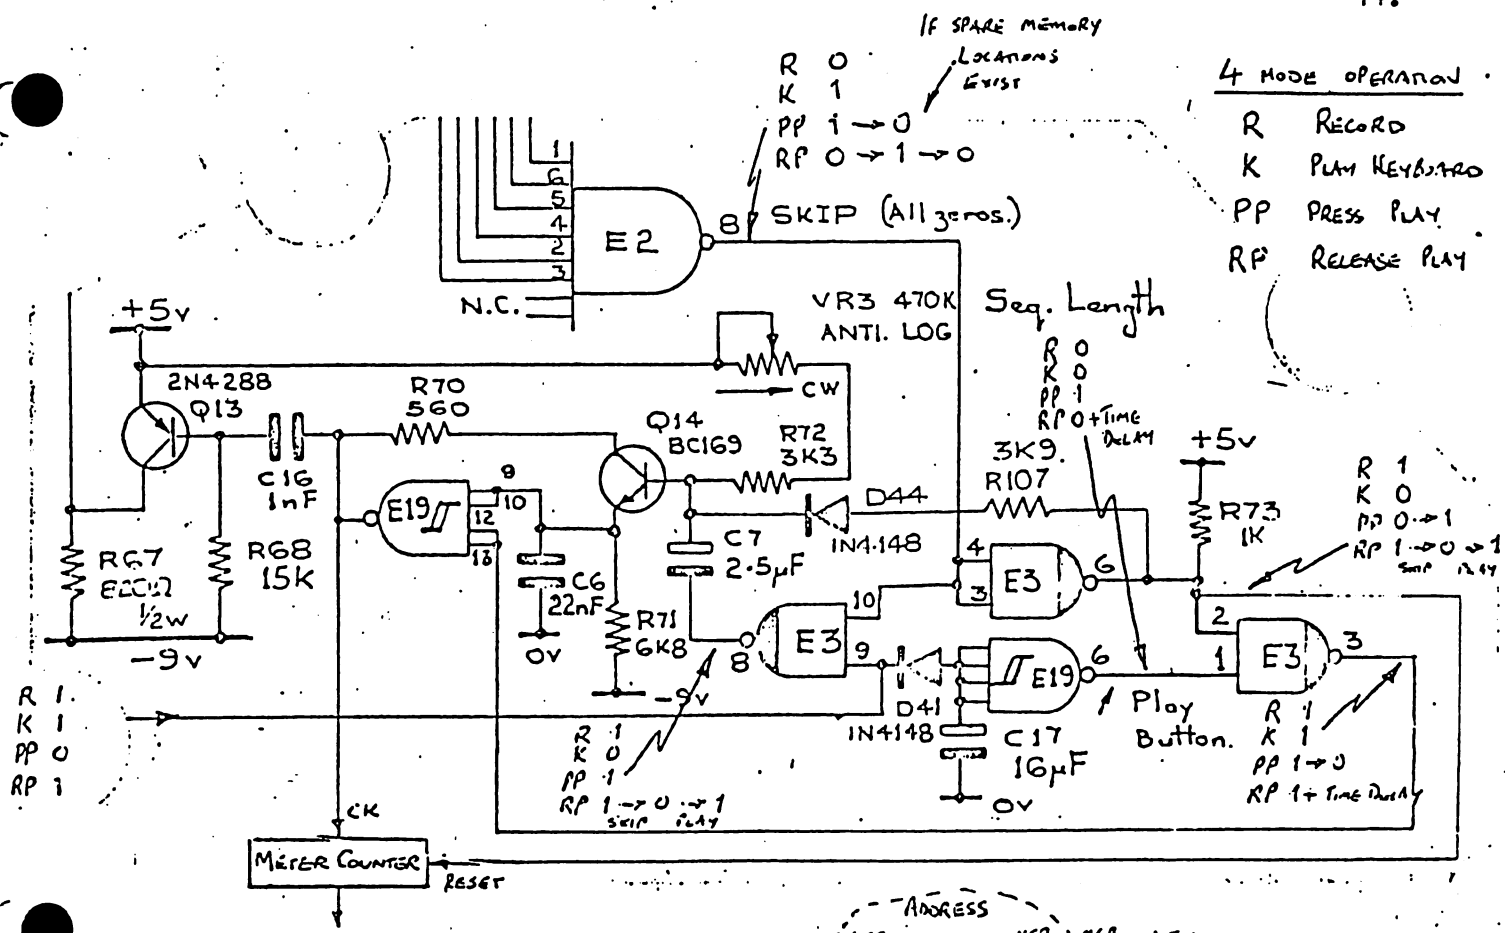 IF SPARE MEMORY
LOCATIONS
EXIST
R 0
K 1
PP 1 → 0
RP 0 → 1 → 0
4 MODE OPERATION
R RECORD
K PLAY KEYBOARD
PP PRESS PLAY
RP RELEASE PLAY
1
6
5
4
2
3
E2
8
SKIP (All zeros.)
N.C.
+5v
VR3 470K
ANTI. LOG
CW
Seq. Length
R 0
K 0
PP 1
RP 0 + TIME
DELAY
2N4288
Q13
R70
560
Q14
BC169
R72
3K3
3K9.
R107
+5v
R 1
K 0
PP 0 → 1
RP 1 → 0 → 1
SKIP PLAY
C16
1nF
E19
9
10
12
13
D44
1N4148
R73
1K
R67
1/2W
R68
15K
C7
2.5µF
C6
22nF
0v
R71
6K8
-9v
-9v
4
3
E3
6
10
9
E3
8
D41
1N4148
E19
6
C17
16µF
0v
Play
Button.
2
1
E3
3
R 1
K 1
PP 0
RP 1
R 1
K 0
PP 1
RP 1 → 0 → 1
SKIP PLAY
R 1
K 1
PP 1 → 0
RP 1 + TIME DELAY
CK
METER COUNTER
RESET
ADDRESS